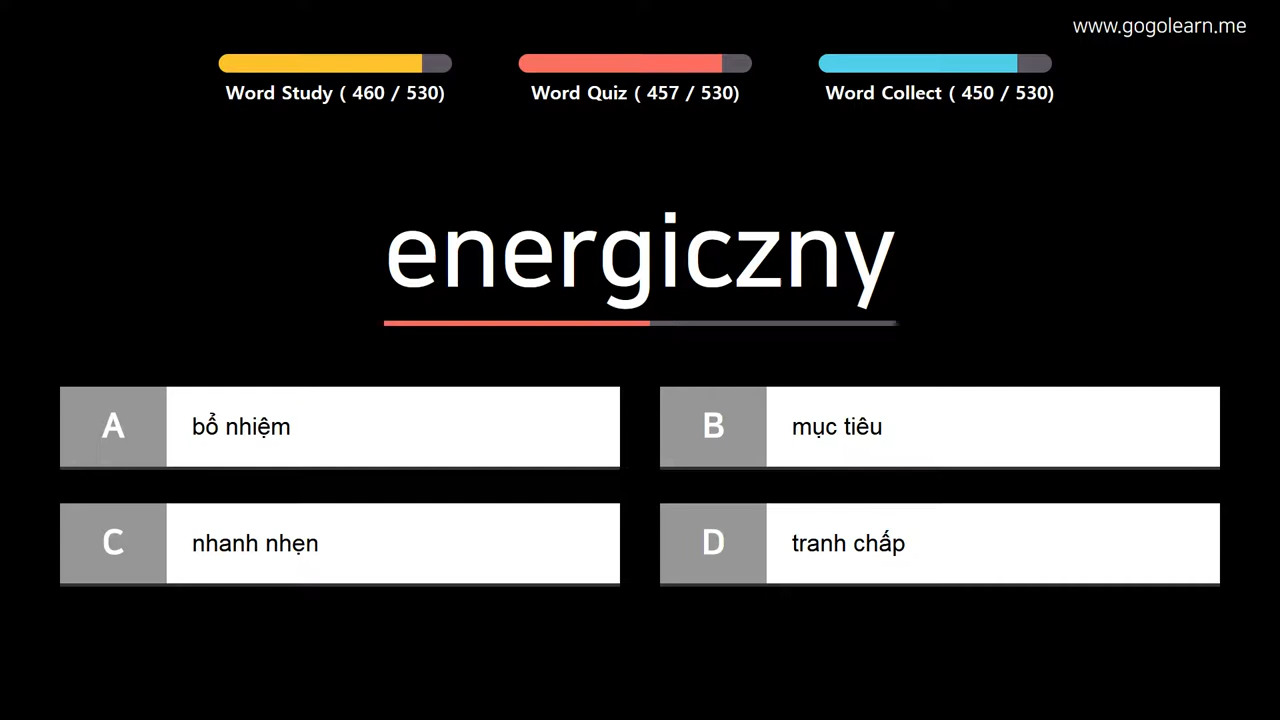 www.gogolearn.me
Word Study ( 460 / 530)
Word Quiz ( 457 / 530)
Word Collect ( 450 / 530)
energiczny
A bổ nhiệm
B mục tiêu
C nhanh nhẹn
D tranh chấp